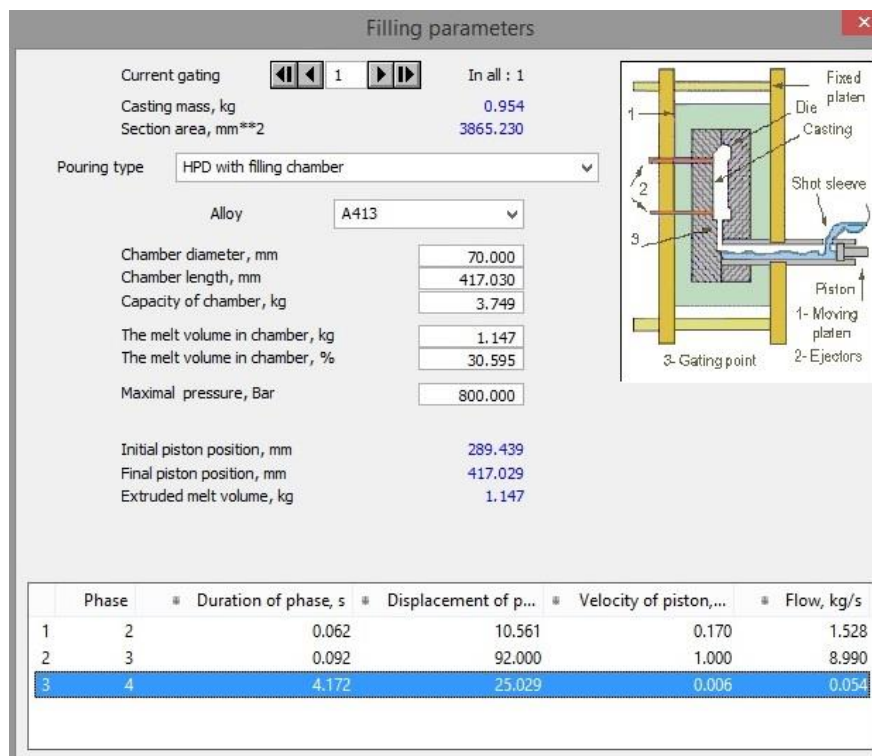 Filling parameters
Current gating 1 In all : 1
Casting mass, kg 0.954
Section area, mm**2 3865.230
Pouring type HPD with filling chamber
Alloy A413
Chamber diameter, mm 70.000
Chamber length, mm 417.030
Capacity of chamber, kg 3.749
The melt volume in chamber, kg 1.147
The melt volume in chamber, % 30.595
Maximal pressure, Bar 800.000
Initial piston position, mm 289.439
Final piston position, mm 417.029
Extruded melt volume, kg 1.147
Fixed
platen
Die
1
Casting
2
Shot sleeve
3
Piston
1- Moving
platen
3- Gating point
2- Ejectors
Phase Duration of phase, s Displacement of p... Velocity of piston,... Flow, kg/s
1 2 0.062 10.561 0.170 1.528
2 3 0.092 92.000 1.000 8.990
3 4 4.172 25.029 0.006 0.054